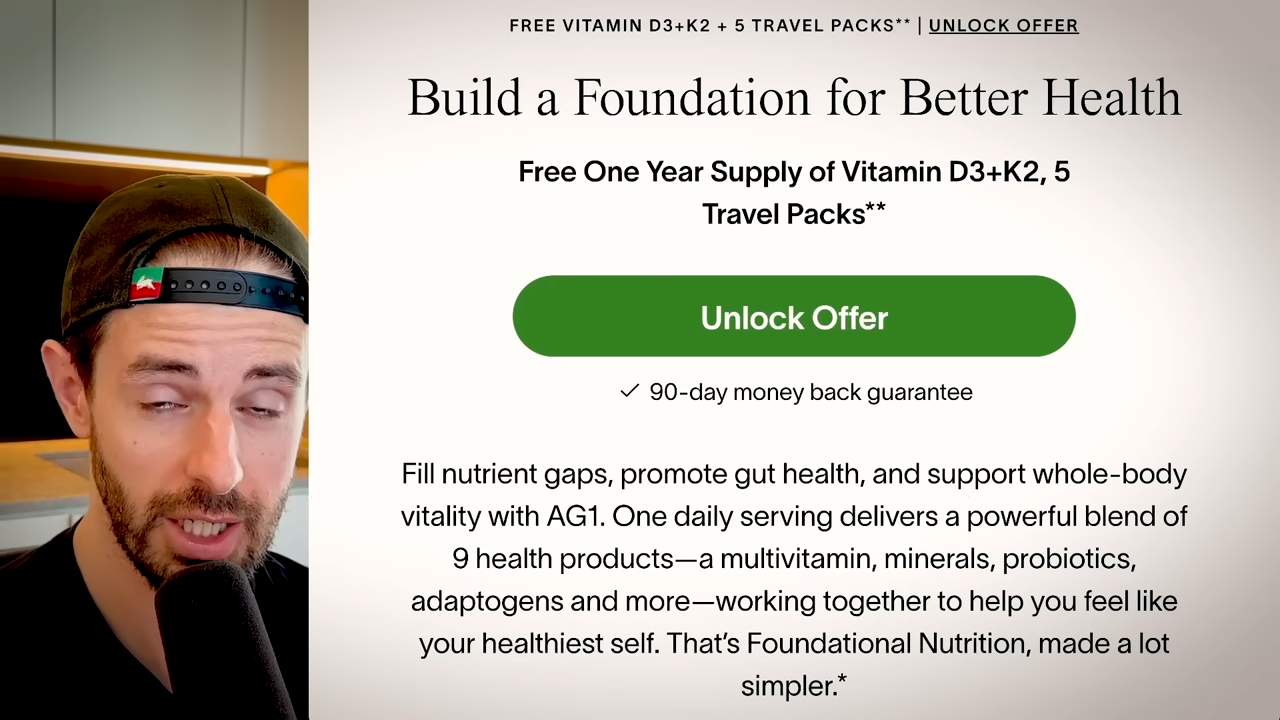 FREE VITAMIN D3+K2 + 5 TRAVEL PACKS** | UNLOCK OFFER
Build a Foundation for Better Health
Free One Year Supply of Vitamin D3+K2, 5
Travel Packs**
Unlock Offer
✓ 90-day money back guarantee
Fill nutrient gaps, promote gut health, and support whole-body
vitality with AG1. One daily serving delivers a powerful blend of
9 health products—a multivitamin, minerals, probiotics,
adaptogens and more—working together to help you feel like
your healthiest self. That’s Foundational Nutrition, made a lot
simpler.*